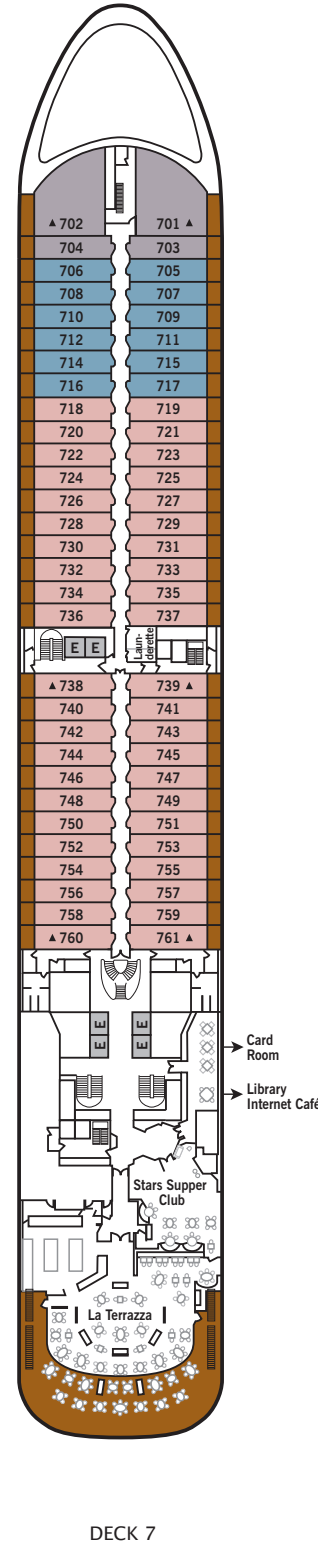 ▲702 701▲
704 703
706 705
708 707
710 709
712 711
714 715
716 717
718 719
720 721
722 723
724 725
726 727
728 729
730 731
732 733
734 735
736 737
E E
Laun-
derette
▲738 739▲
740 741
742 743
744 745
746 747
748 749
750 751
752 753
754 755
756 757
758 759
▲760 761▲
E E
E E
Card
Room
Library
Internet Café
Stars Supper
Club
La Terrazza
DECK 7